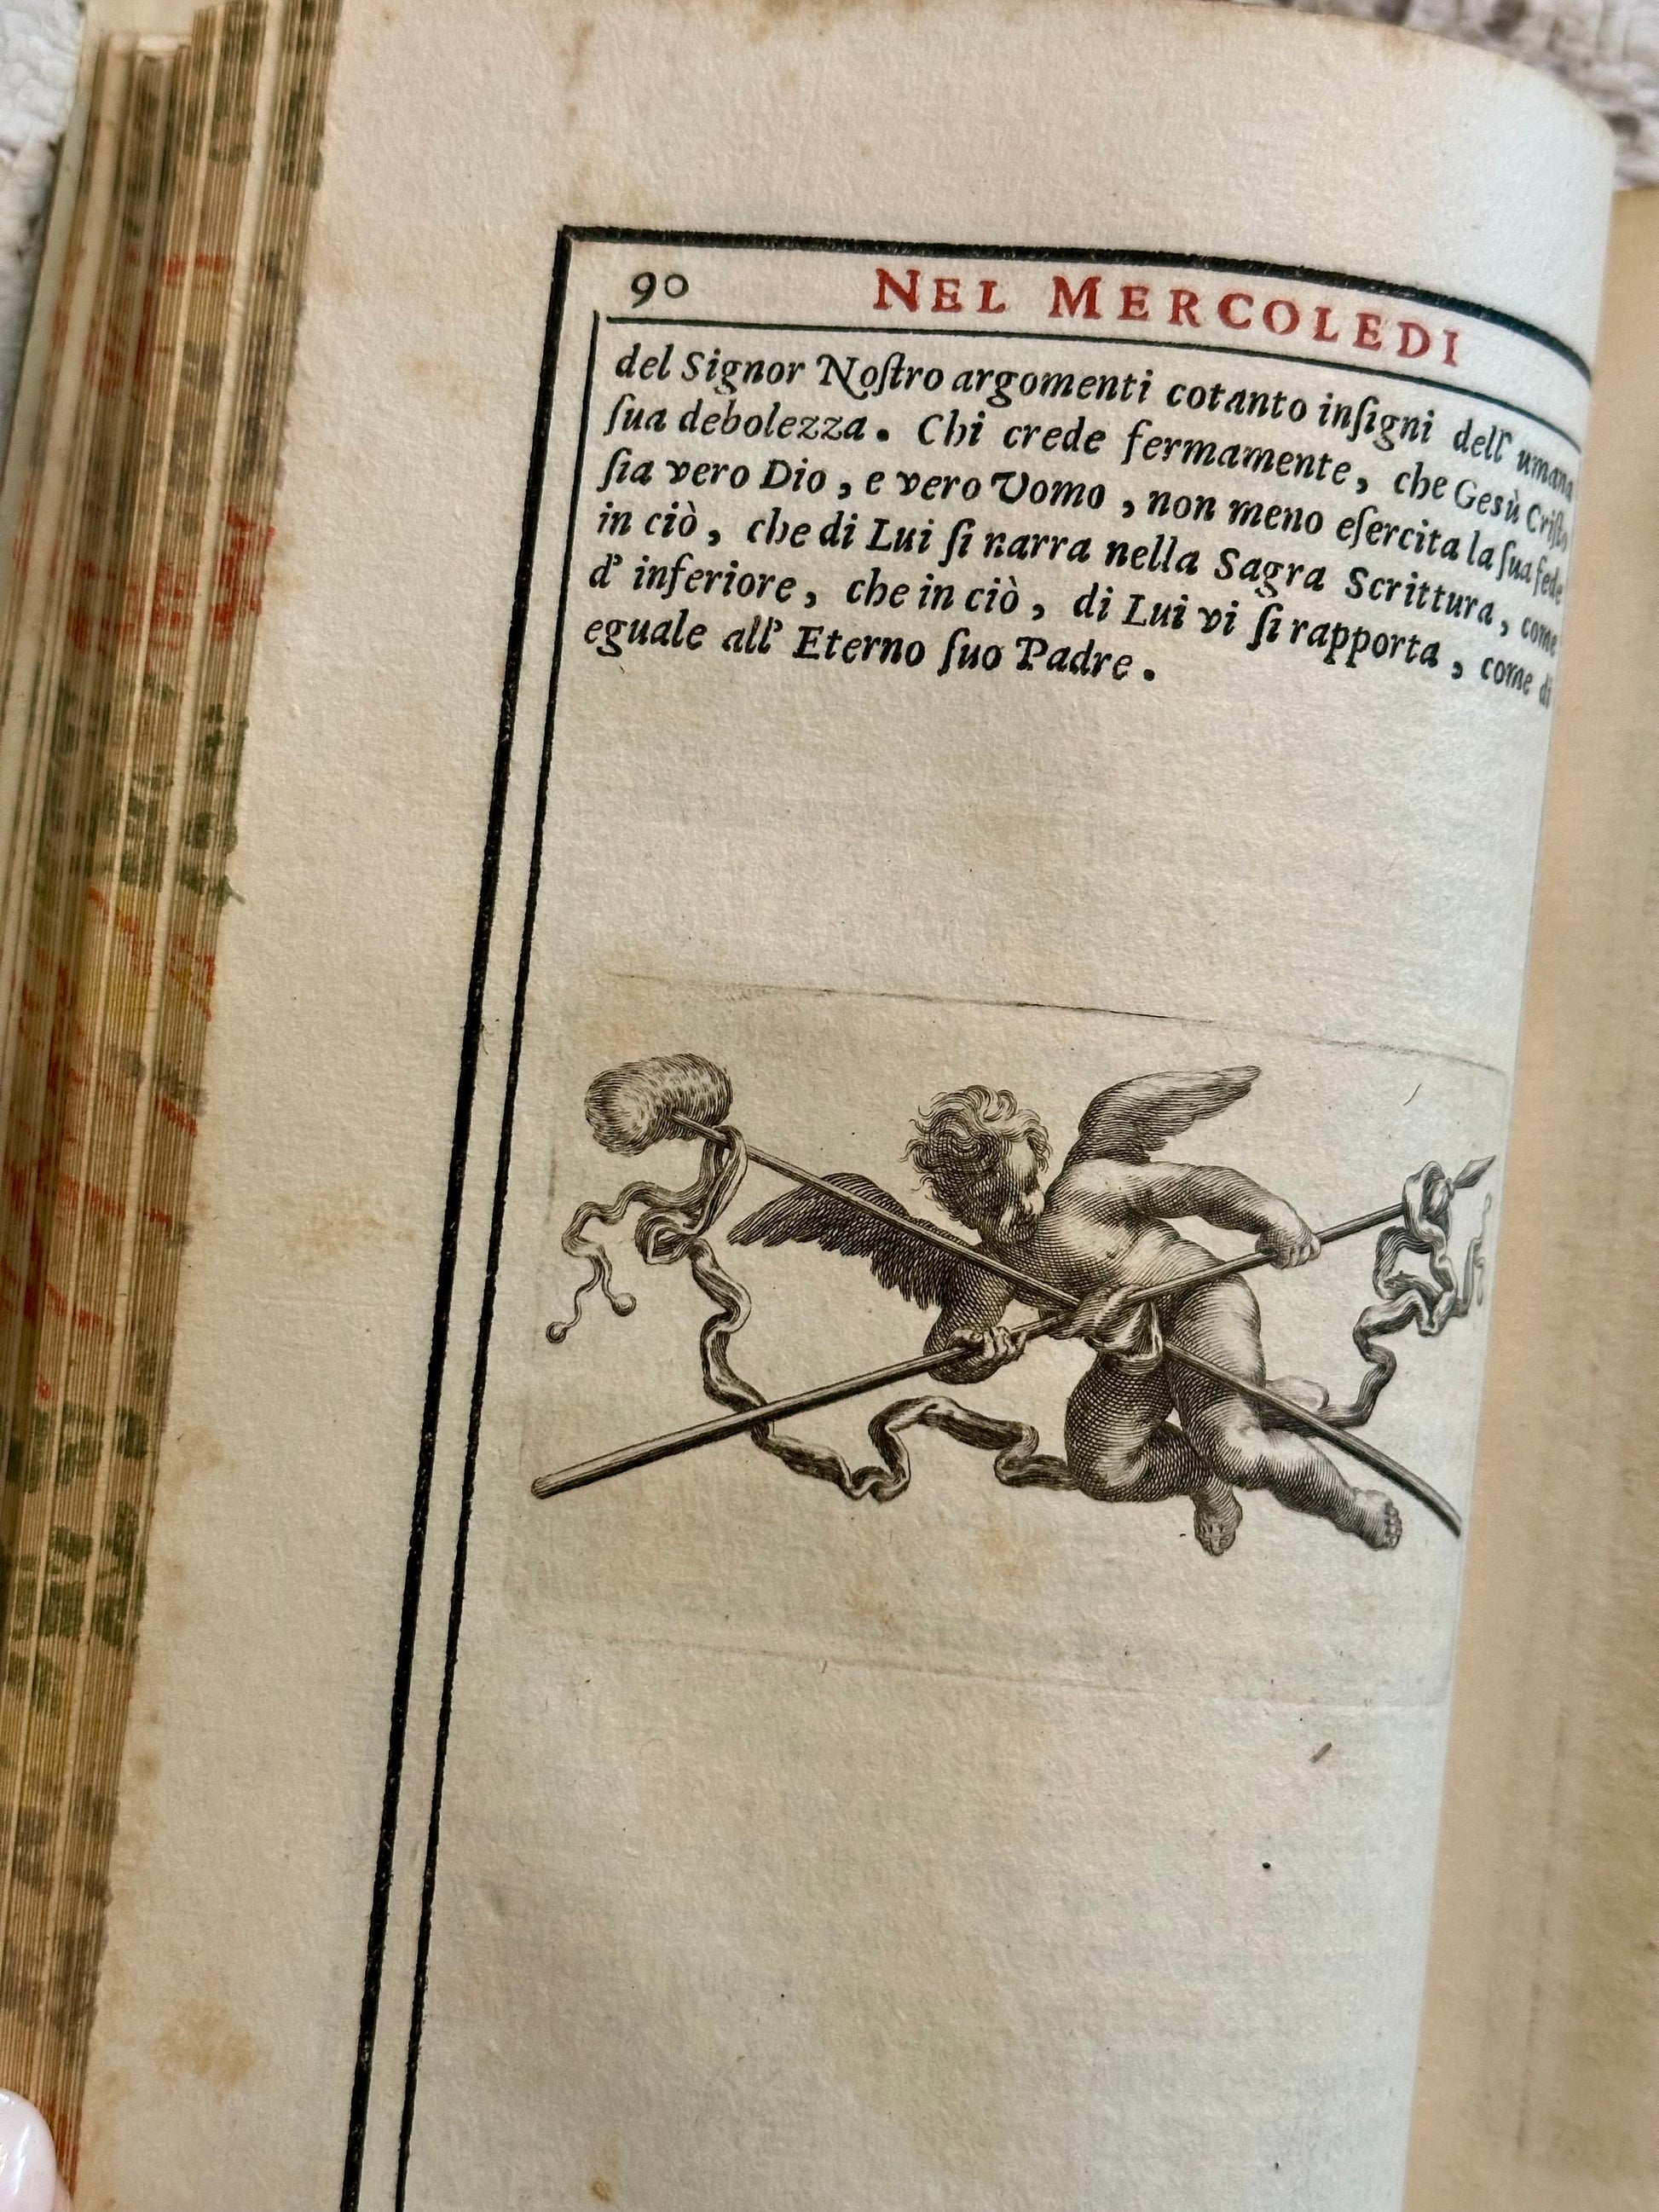 90 NEL MERCOLEDI
del Signor Noſtro argomenti cotanto inſigni dell' umana
ſua debolezza. Chi crede fermamente, che Gesù Criſto
ſia vero Dio, e vero Uomo, non meno eſercita la ſua fede
in ciò, che di Lui ſi narra nella Sagra Scrittura, come
d' inferiore, che in ciò, di Lui vi ſi rapporta, come di
eguale all' Eterno ſuo Padre.